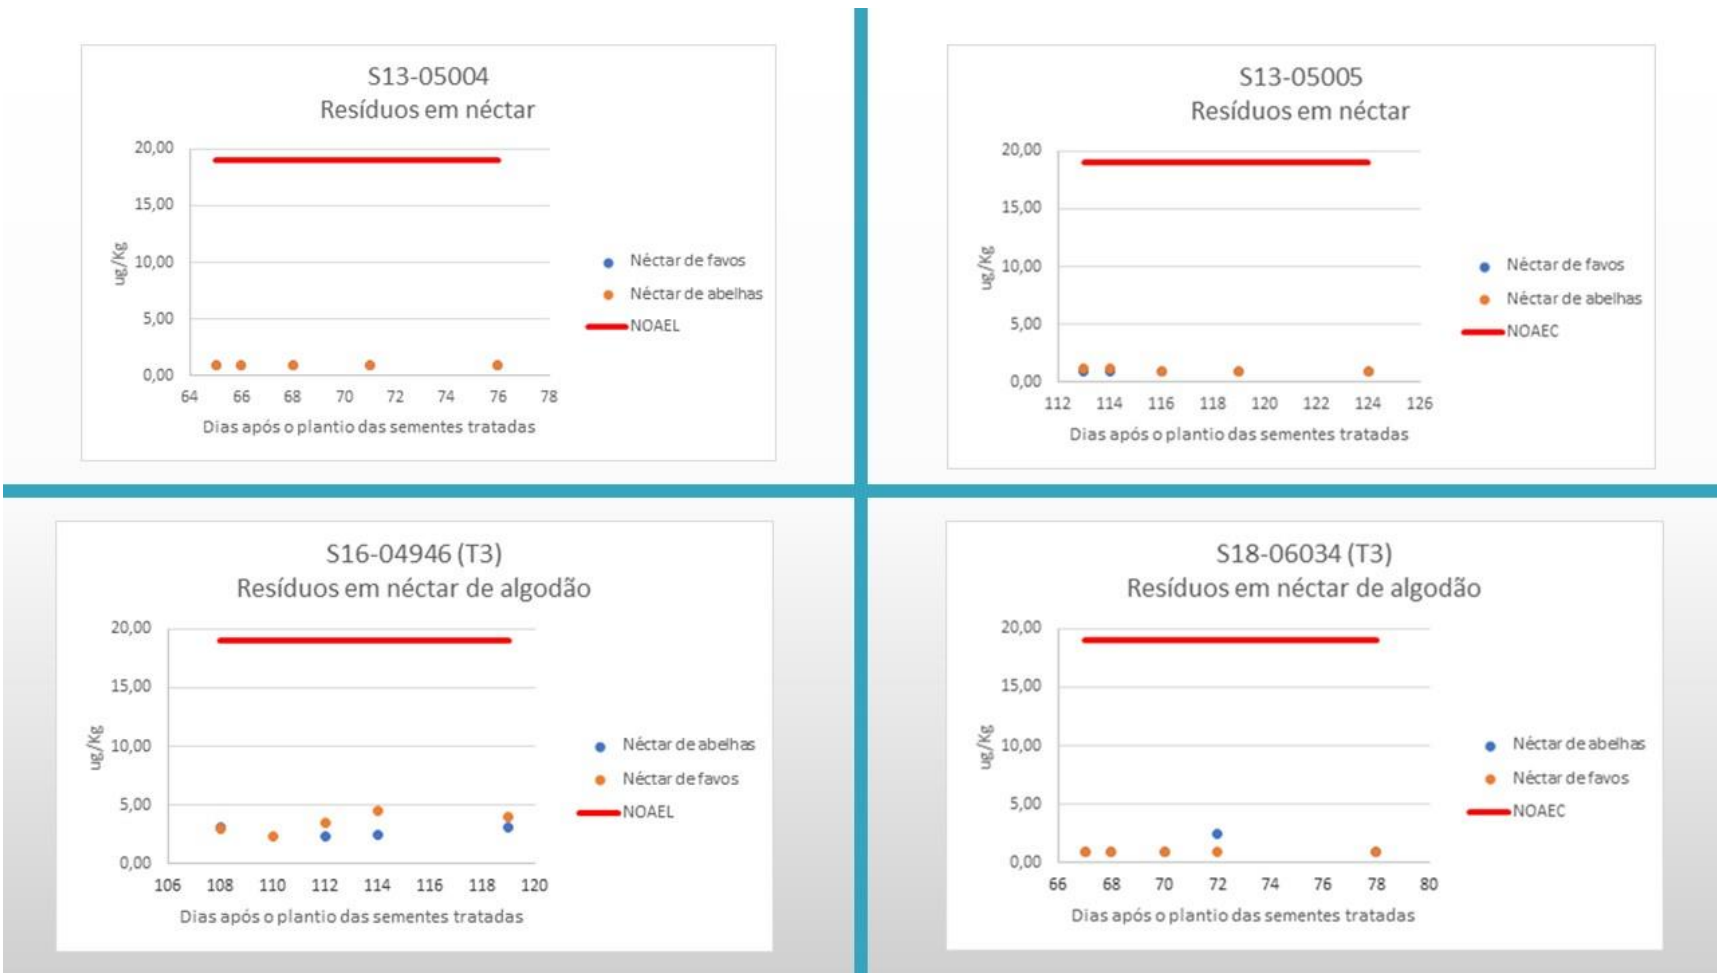 S13-05004
Resíduos em néctar
20,00
15,00
10,00
5,00
0,00
ug/Kg
64 66 68 70 72 74 76 78
Dias após o plantio das sementes tratadas
Néctar de favos
Néctar de abelhas
NOAEL
S13-05005
Resíduos em néctar
20,00
15,00
10,00
5,00
0,00
ug/Kg
112 114 116 118 120 122 124 126
Dias após o plantio das sementes tratadas
Néctar de favos
Néctar de abelhas
NOAEC
S16-04946 (T3)
Resíduos em néctar de algodão
20,00
15,00
10,00
5,00
0,00
ug/Kg
106 108 110 112 114 116 118 120
Dias após o plantio das sementes tratadas
Néctar de abelhas
Néctar de favos
NOAEL
S18-06034 (T3)
Resíduos em néctar de algodão
20,00
15,00
10,00
5,00
0,00
ug/Kg
66 68 70 72 74 76 78 80
Dias após o plantio das sementes tratadas
Néctar de abelhas
Néctar de favos
NOAEC